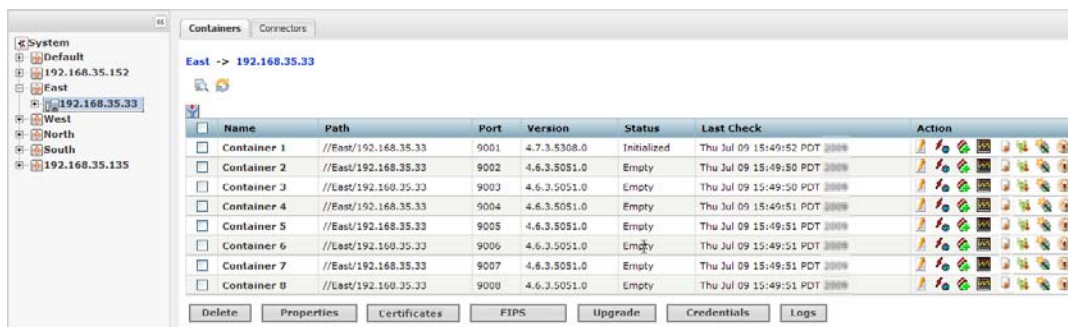 System
Default
192.168.35.152
East
192.168.35.33
West
North
South
192.168.35.135
Containers Connectors
East -> 192.168.35.33
Name Path Port Version Status Last Check Action
Container 1 //East/192.168.35.33 9001 4.7.3.5308.0 Initialized Thu Jul 09 15:49:52 PDT
Container 2 //East/192.168.35.33 9002 4.6.3.5051.0 Empty Thu Jul 09 15:49:50 PDT
Container 3 //East/192.168.35.33 9003 4.6.3.5051.0 Empty Thu Jul 09 15:49:50 PDT
Container 4 //East/192.168.35.33 9004 4.6.3.5051.0 Empty Thu Jul 09 15:49:51 PDT
Container 5 //East/192.168.35.33 9005 4.6.3.5051.0 Empty Thu Jul 09 15:49:51 PDT
Container 6 //East/192.168.35.33 9006 4.6.3.5051.0 Empty Thu Jul 09 15:49:51 PDT
Container 7 //East/192.168.35.33 9007 4.6.3.5051.0 Empty Thu Jul 09 15:49:51 PDT
Container 8 //East/192.168.35.33 9008 4.6.3.5051.0 Empty Thu Jul 09 15:49:51 PDT
Delete Properties Certificates FIPS Upgrade Credentials Logs